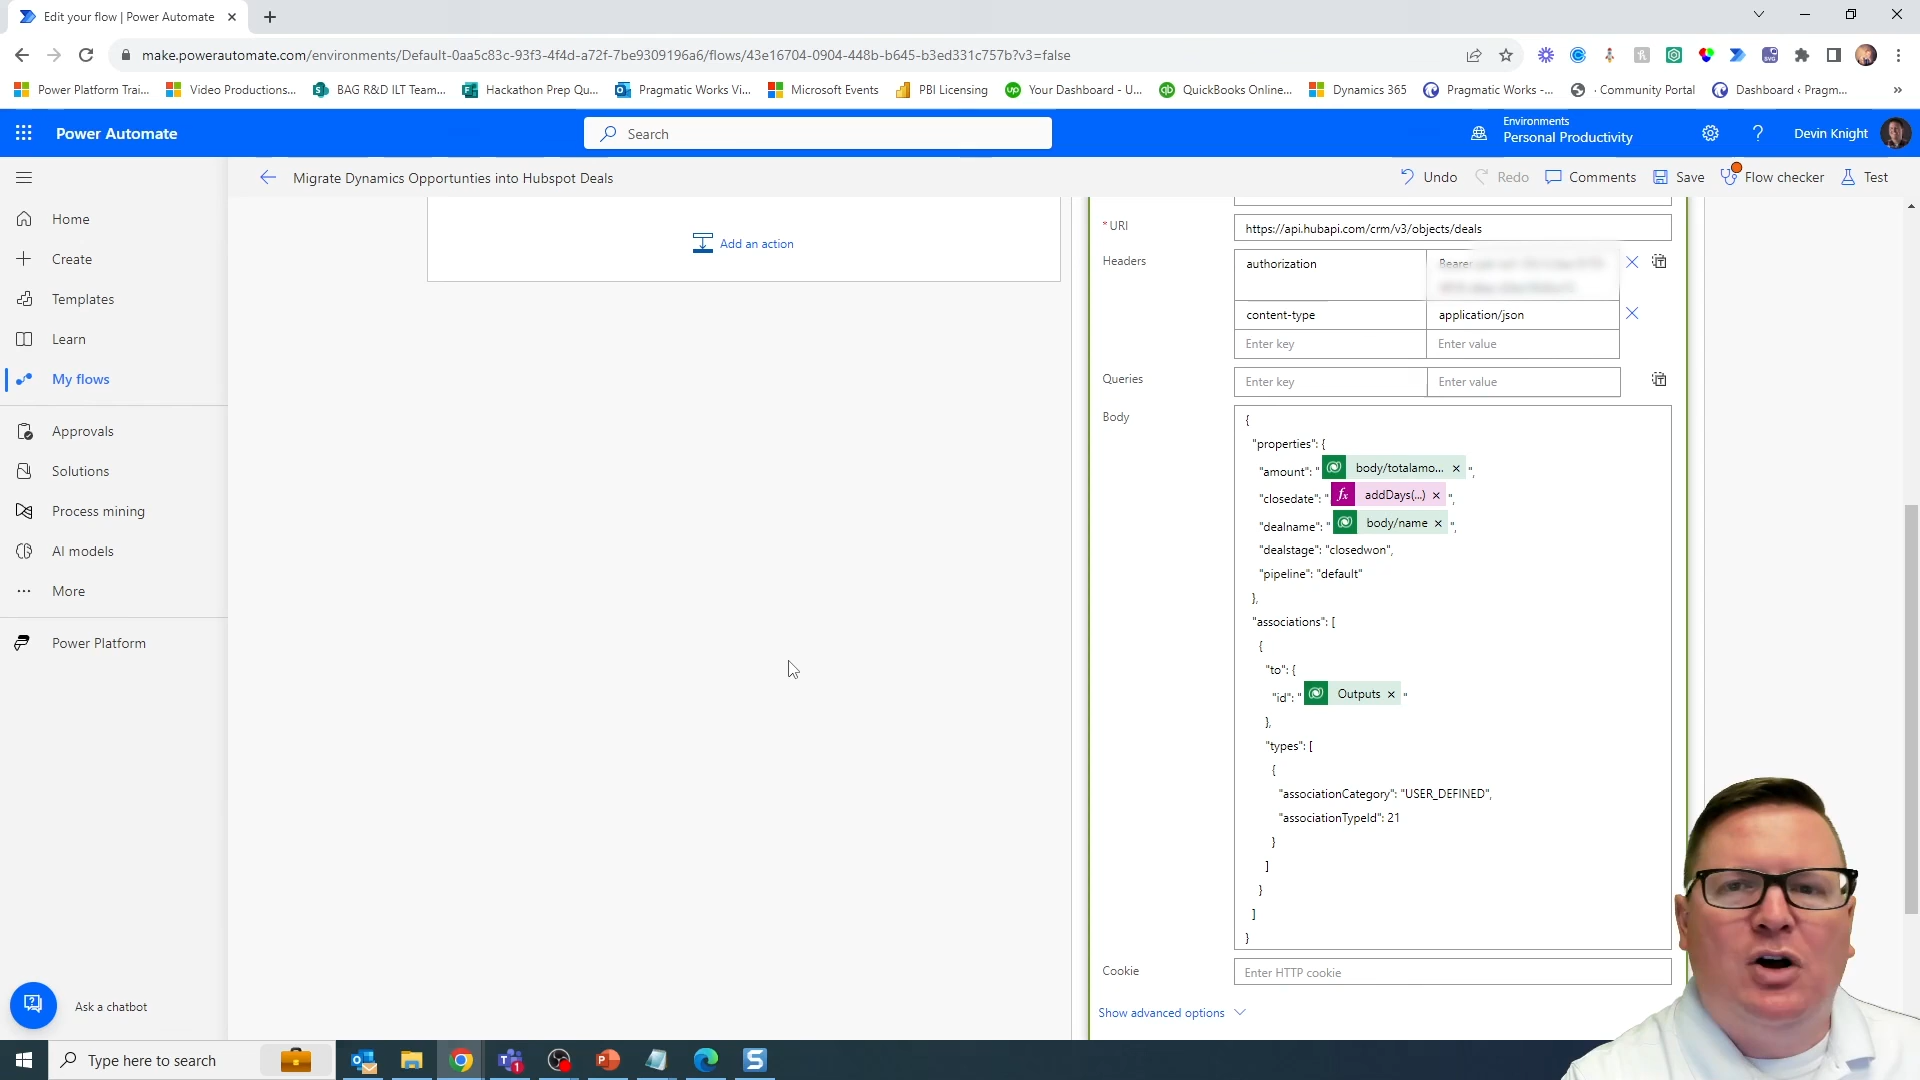 Edit your flow | Power Automate
make.powerautomate.com/environments/Default-0aa5c83c-93f3-4f4d-a72f-7be9309196a6/flows/43e16704-0904-448b-b645-b3ed331c757b?v3=false
Power Platform Trai...
Video Productions...
BAG R&D ILT Team...
Hackathon Prep Qu...
Pragmatic Works Vi...
Microsoft Events
PBI Licensing
Your Dashboard - U...
QuickBooks Online...
Dynamics 365
Pragmatic Works -...
· Community Portal
Dashboard ‹ Pragm...
Power Automate
Search
Environments
Personal Productivity
Devin Knight
Migrate Dynamics Opportunties into Hubspot Deals
Undo
Redo
Comments
Save
Flow checker
Test
Home
Create
Templates
Learn
My flows
Approvals
Solutions
Process mining
AI models
More
Power Platform
Ask a chatbot
Add an action
* URI
https://api.hubapi.com/crm/v3/objects/deals
Headers
authorization
Bearer
content-type
application/json
Enter key
Enter value
Queries
Enter key
Enter value
Body
{
"properties": {
"amount": " body/totalamo... ",
"closedate": " addDays(...) ",
"dealname": " body/name ",
"dealstage": "closedwon",
"pipeline": "default"
},
"associations": [
{
"to": {
"id": " Outputs "
},
"types": [
{
"associationCategory": "USER_DEFINED",
"associationTypeId": 21
}
]
}
]
}
Cookie
Enter HTTP cookie
Show advanced options
Type here to search